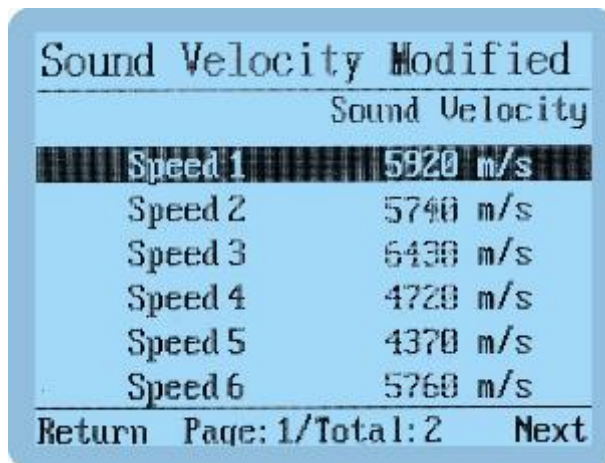 Sound Velocity Modified
Sound Velocity
Speed 1 5920 m/s
Speed 2 5740 m/s
Speed 3 6430 m/s
Speed 4 4720 m/s
Speed 5 4370 m/s
Speed 6 5760 m/s
Return Page: 1/Total: 2 Next